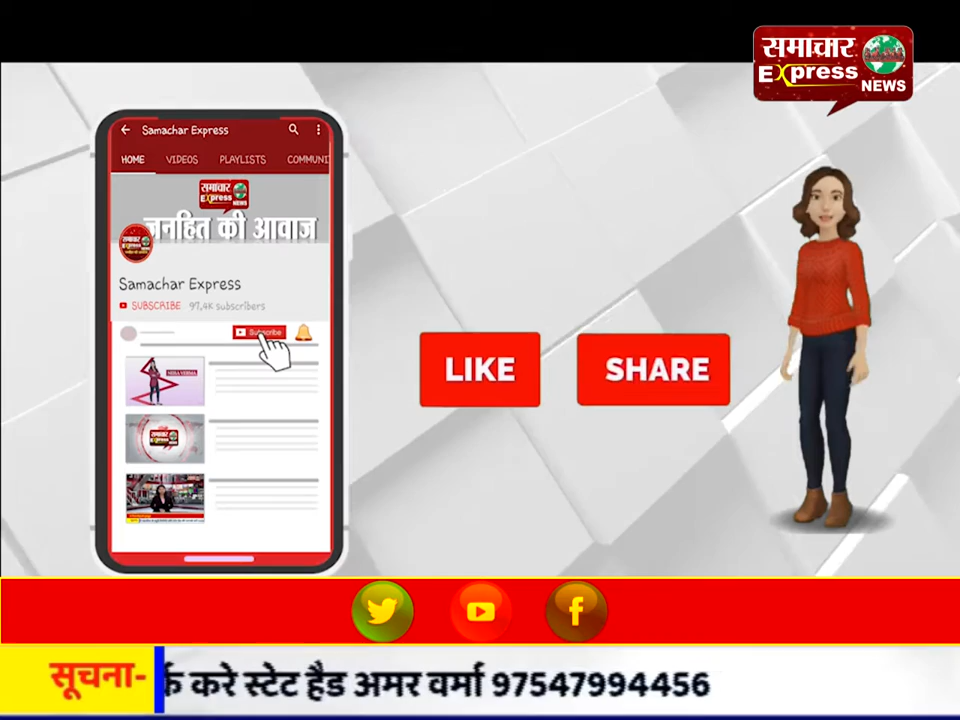 समाचार
Express
NEWS
Samachar Express
HOME VIDEOS PLAYLISTS COMMUNI
समाचार
Express
NEWS
जनहित की आवाज
Samachar Express
SUBSCRIBE 97.4K subscribers
Subscribe
LIKE SHARE
सूचना- र्क करे स्टेट हैड अमर वर्मा 97547994456